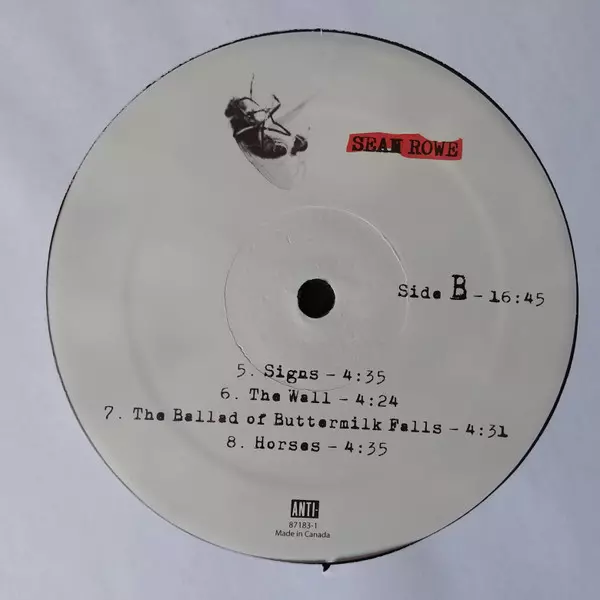 SEAN ROWE
Side B – 16:45
5. Signs – 4:35
6. The Wall – 4:24
7. The Ballad of Buttermilk Falls – 4:31
8. Horses – 4:35
ANTI-
87183-1
Made in Canada